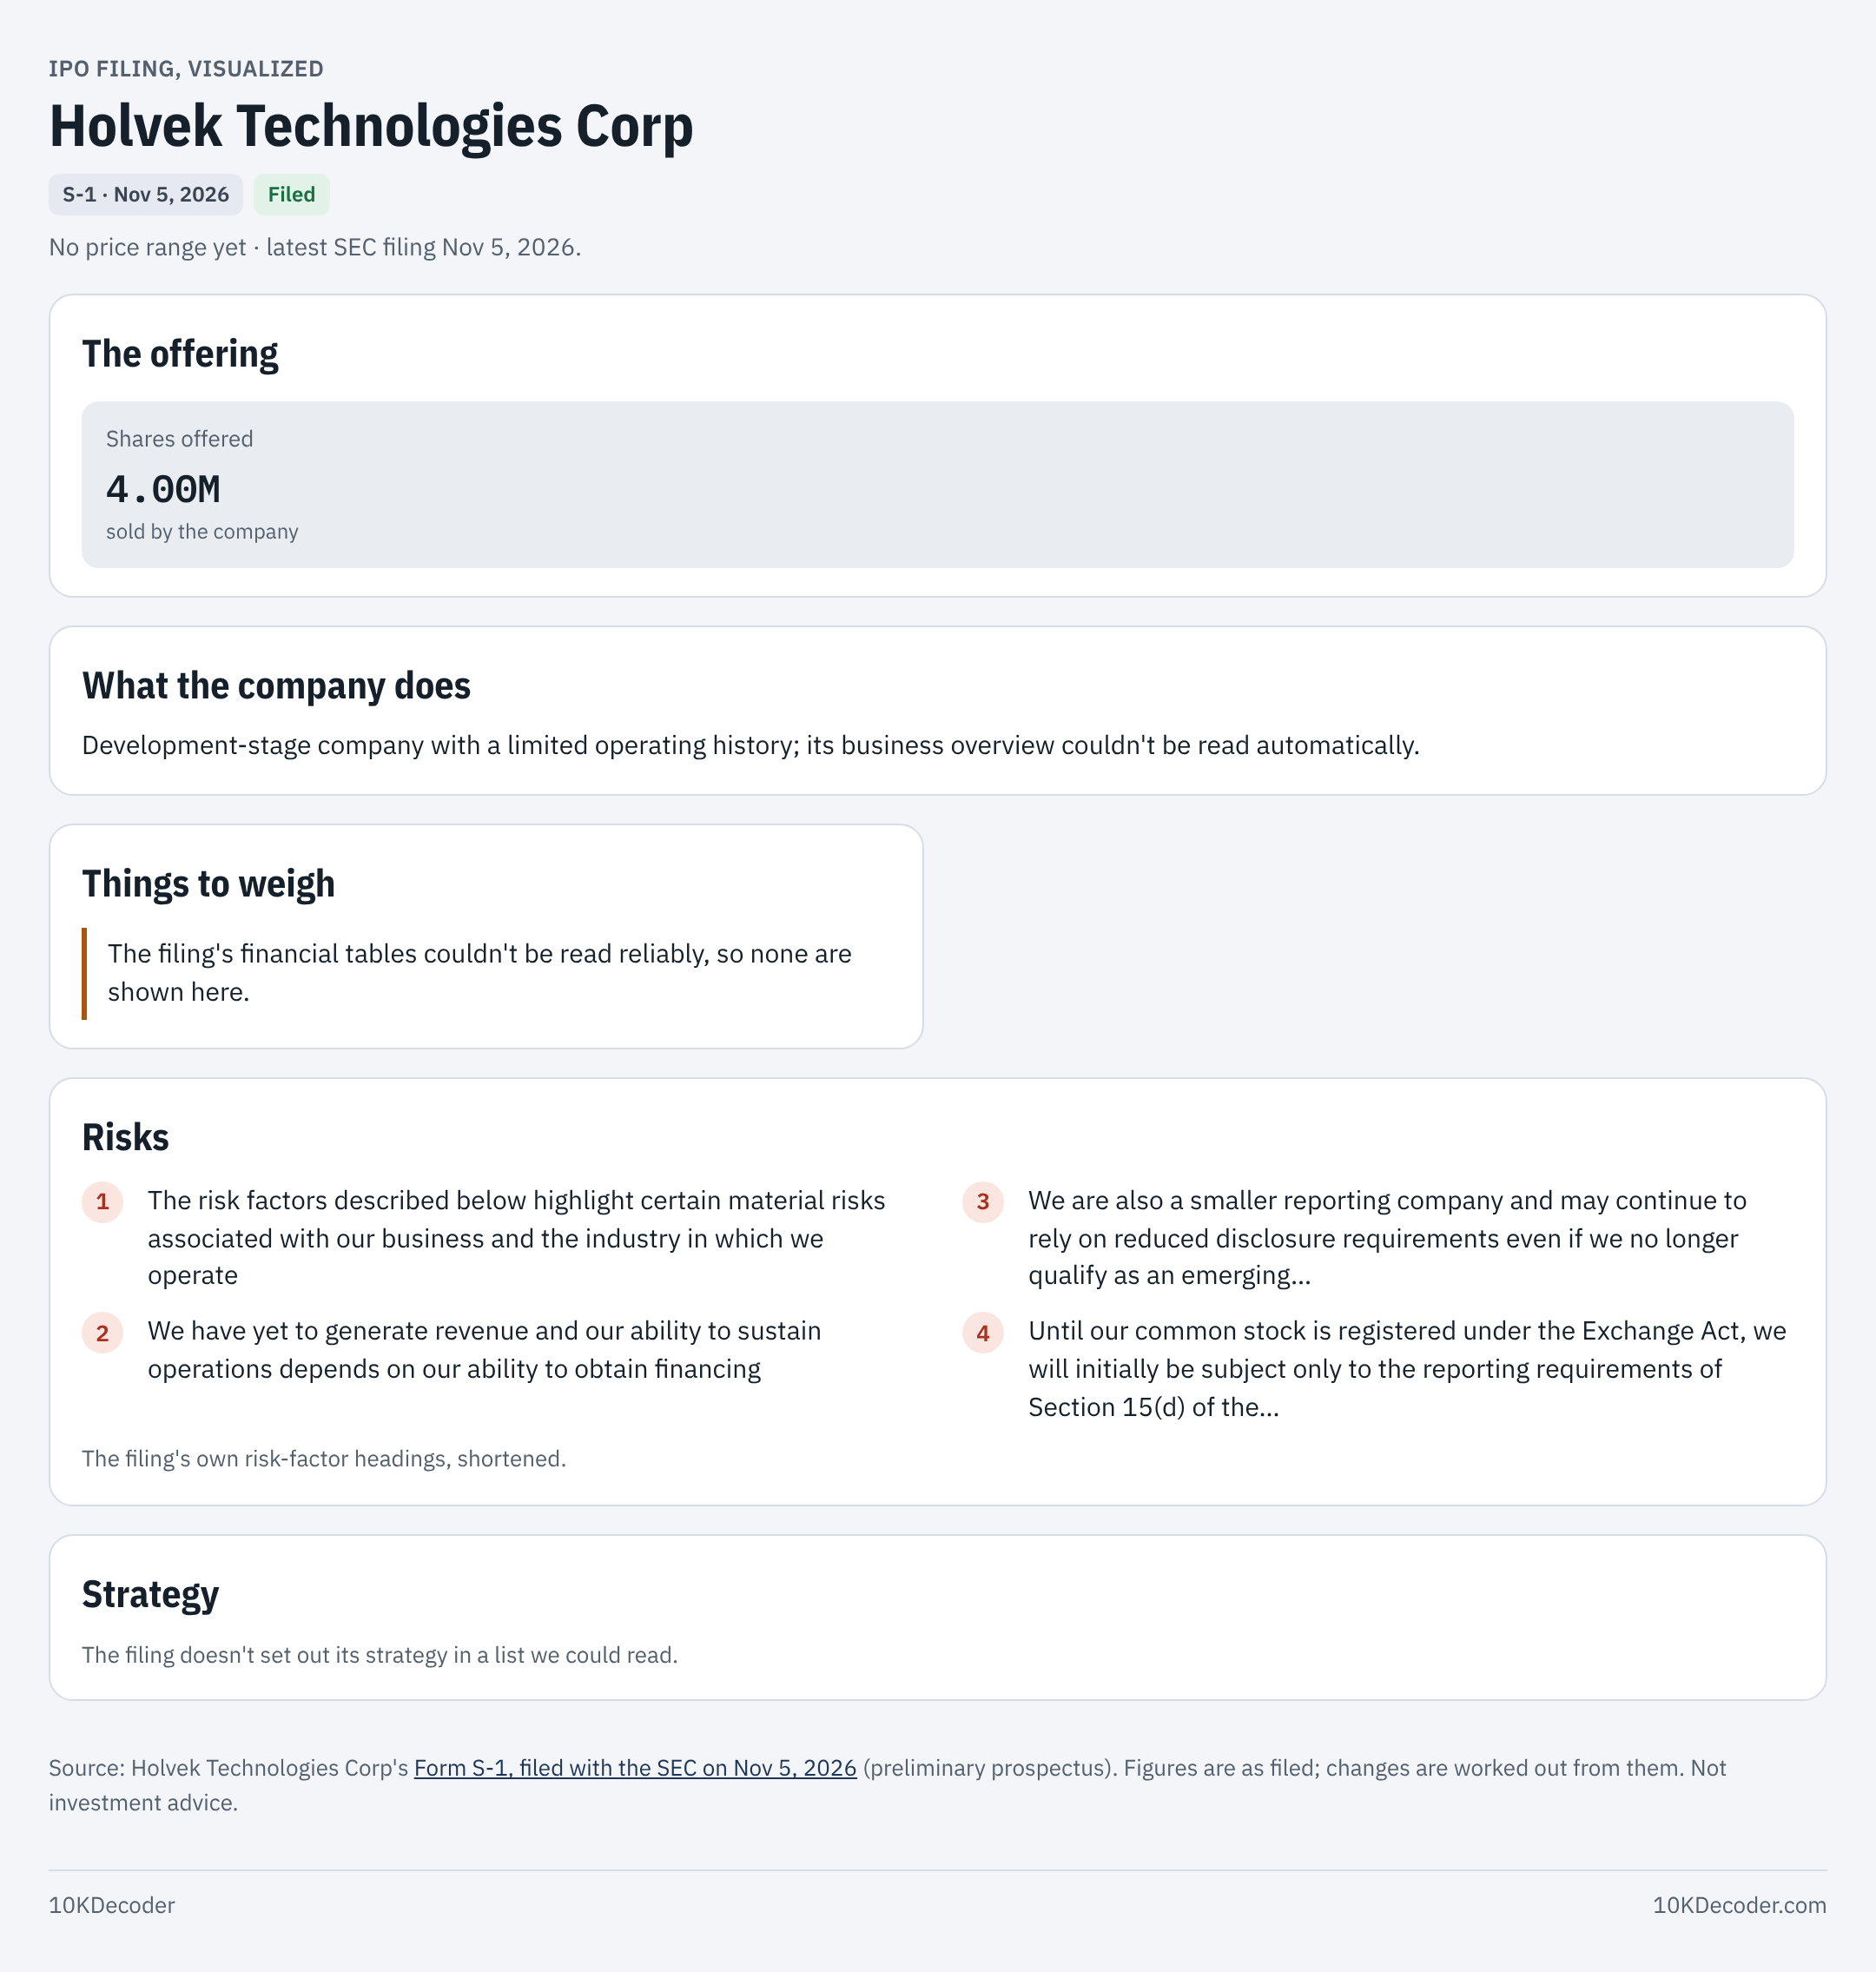 IPO FILING, VISUALIZED
Holvek Technologies Corp
S-1 · Nov 5, 2026
Filed
No price range yet · latest SEC filing Nov 5, 2026.
The offering
Shares offered
4.00M
sold by the company
What the company does
Development-stage company with a limited operating history; its business overview couldn't be read automatically.
Things to weigh
The filing's financial tables couldn't be read reliably, so none are
shown here.
Risks
1
The risk factors described below highlight certain material risks
associated with our business and the industry in which we
operate
2
We have yet to generate revenue and our ability to sustain
operations depends on our ability to obtain financing
3
We are also a smaller reporting company and may continue to
rely on reduced disclosure requirements even if we no longer
qualify as an emerging…
4
Until our common stock is registered under the Exchange Act, we
will initially be subject only to the reporting requirements of
Section 15(d) of the…
The filing's own risk-factor headings, shortened.
Strategy
The filing doesn't set out its strategy in a list we could read.
Source: Holvek Technologies Corp's Form S-1, filed with the SEC on Nov 5, 2026 (preliminary prospectus). Figures are as filed; changes are worked out from them. Not
investment advice.
10KDecoder
10KDecoder.com